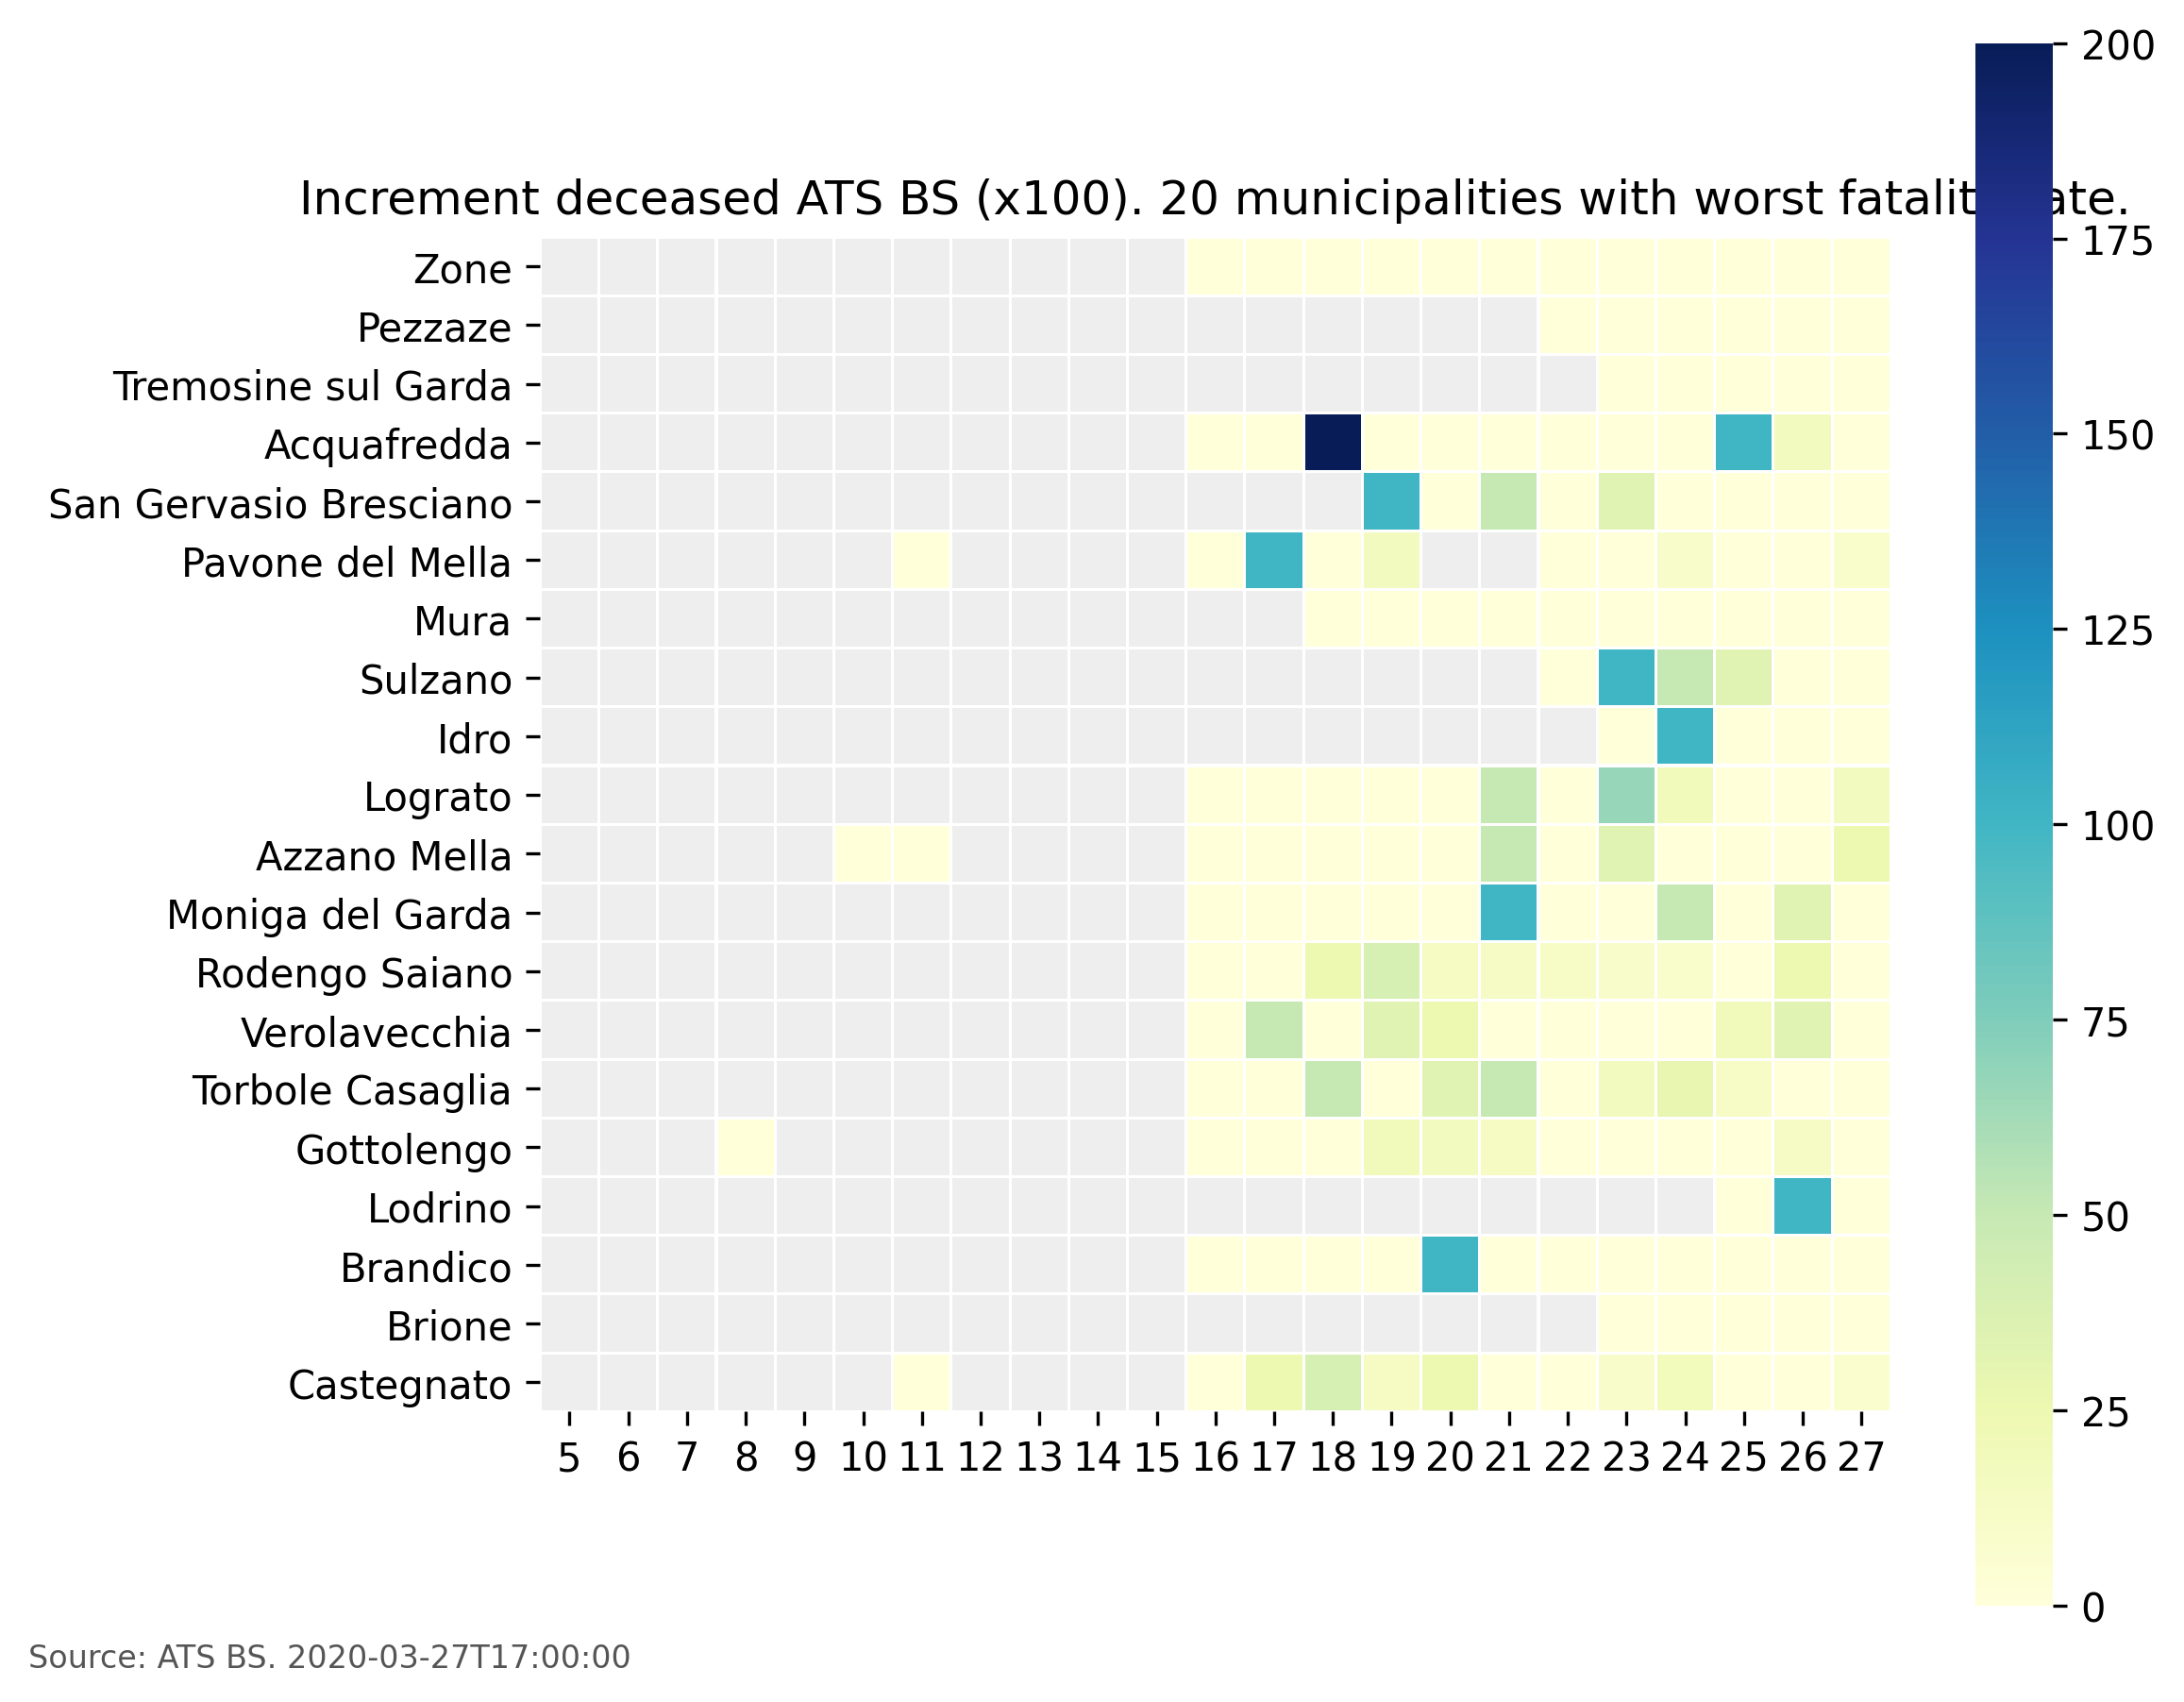 Increment deceased ATS BS (x100). 20 municipalities with worst fatalit ate.
Zone
Pezzaze
Tremosine sul Garda
Acquafredda
San Gervasio Bresciano
Pavone del Mella
Mura
Sulzano
Idro
Lograto
Azzano Mella
Moniga del Garda
Rodengo Saiano
Verolavecchia
Torbole Casaglia
Gottolengo
Lodrino
Brandico
Brione
Castegnato
5 6 7 8 9 10 11 12 13 14 15 16 17 18 19 20 21 22 23 24 25 26 27
200
175
150
125
100
75
50
25
0
Source: ATS BS. 2020-03-27T17:00:00